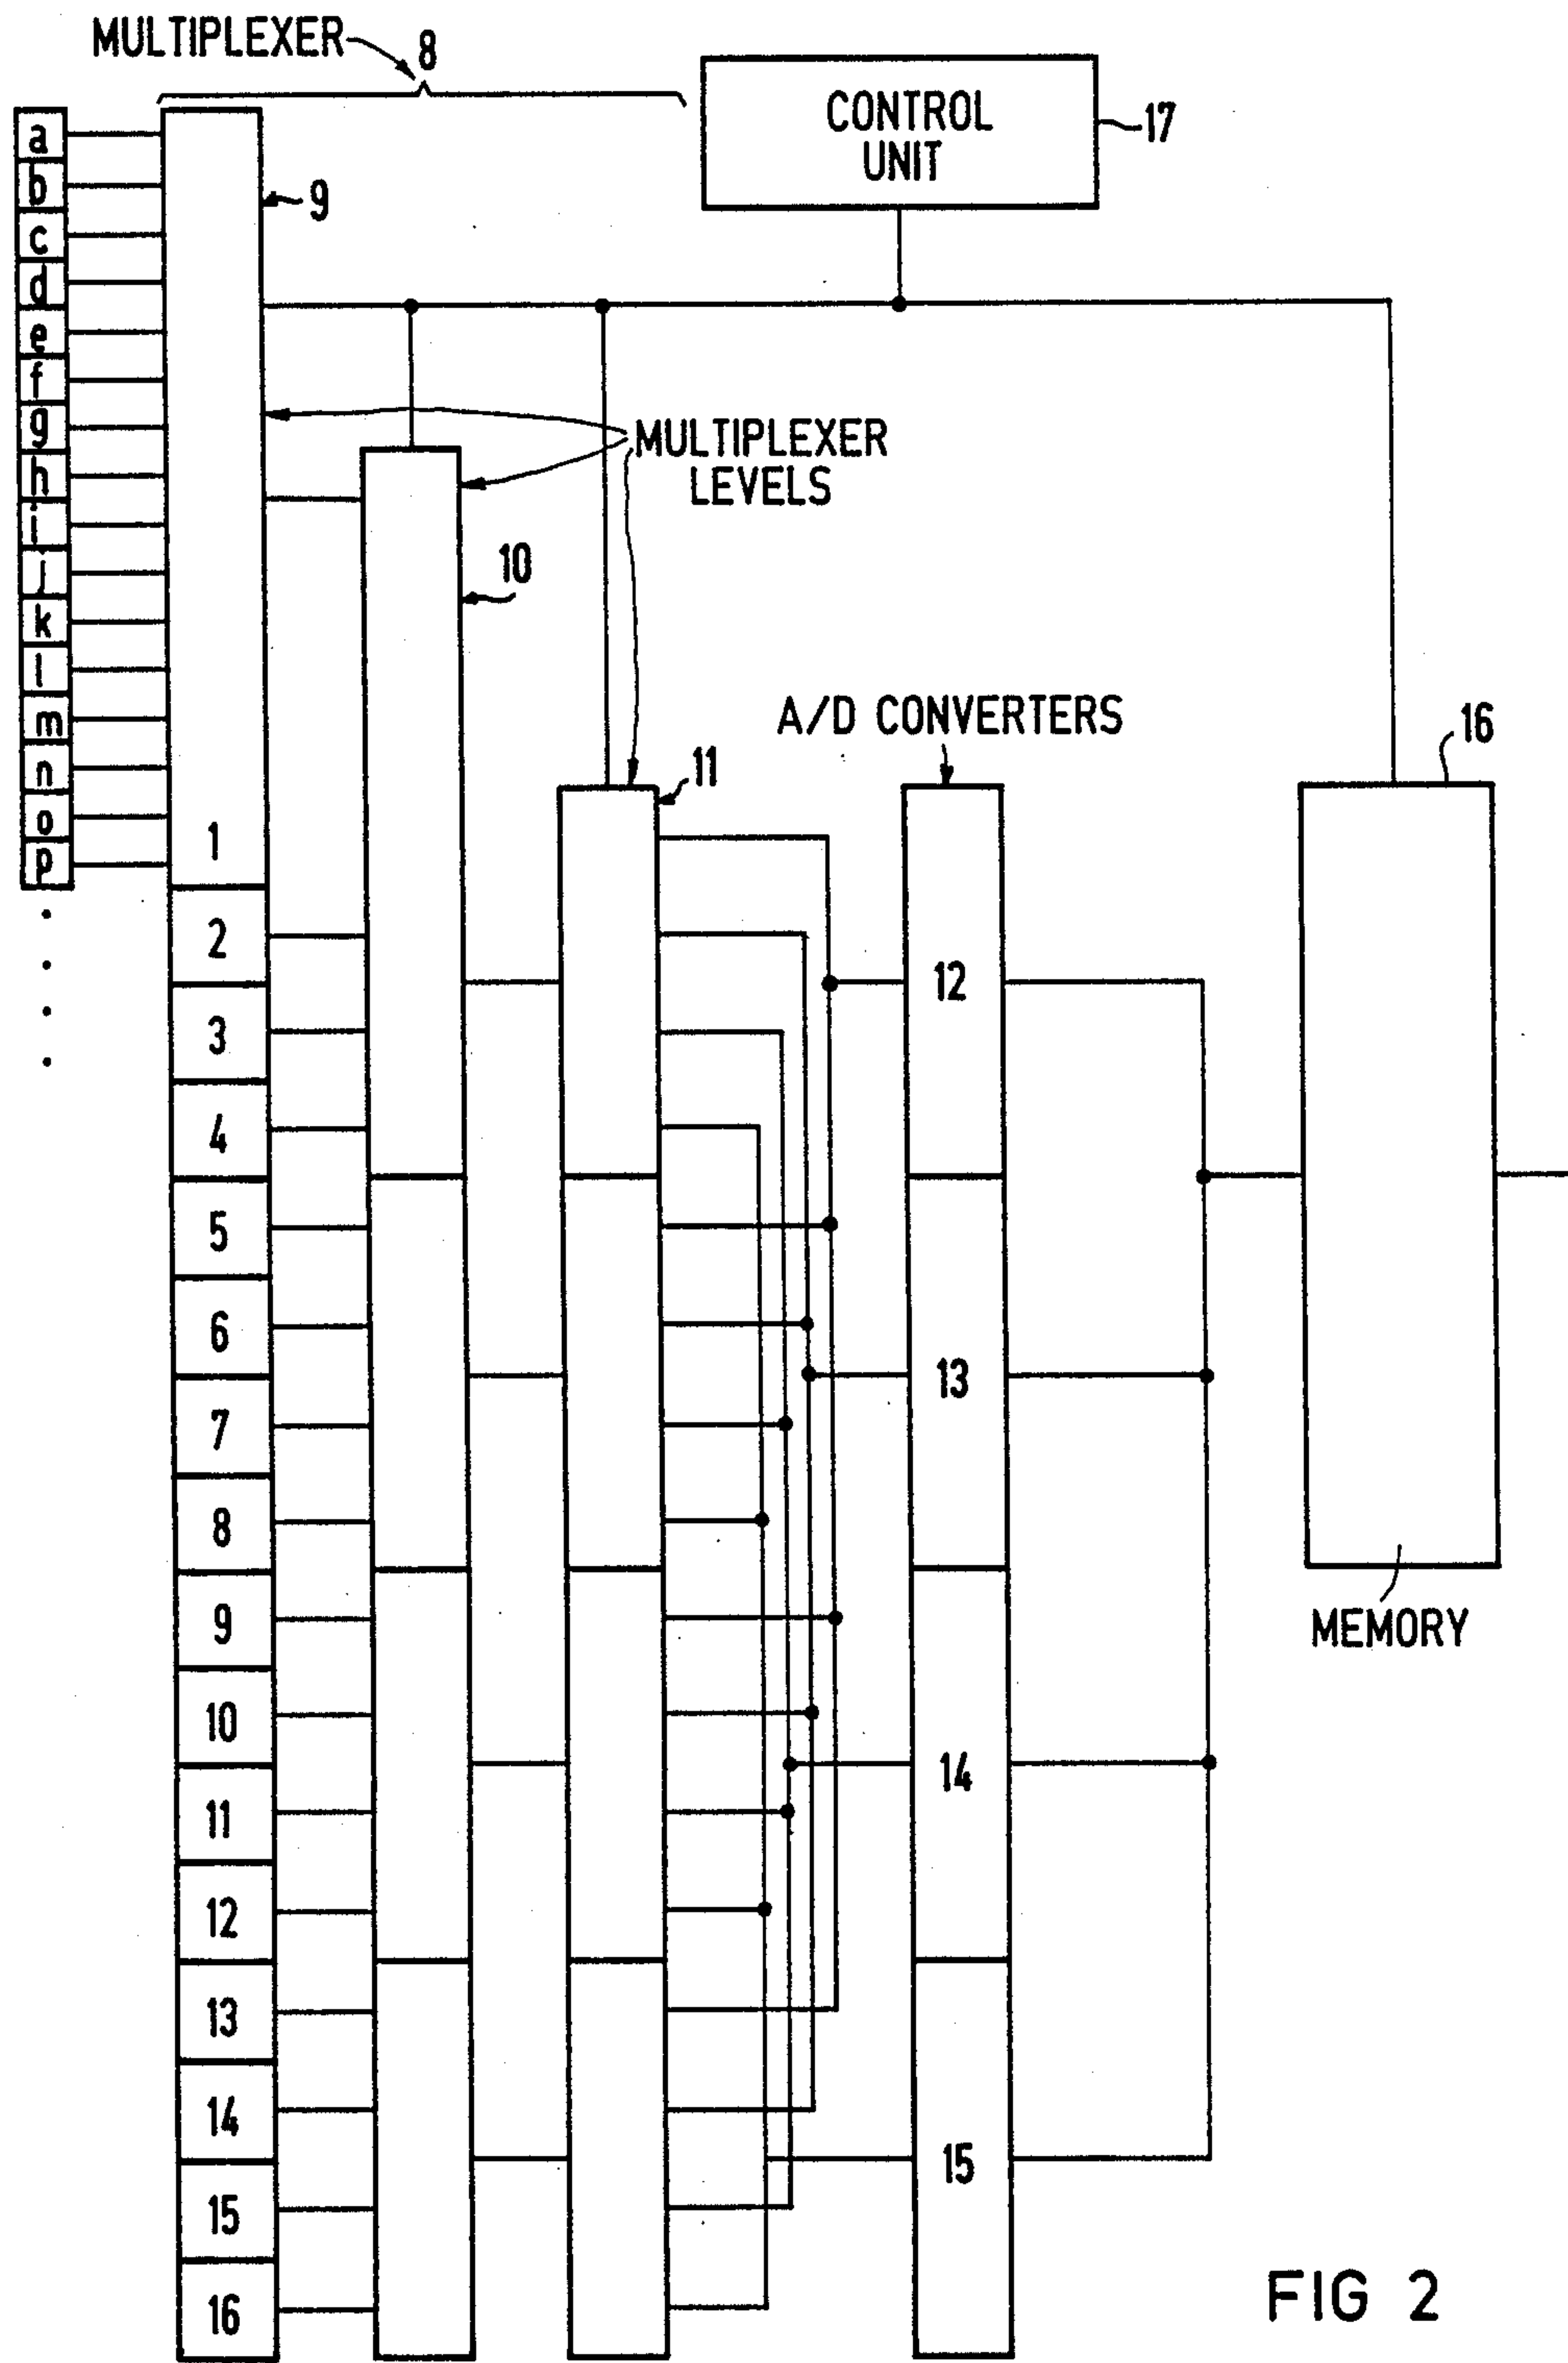 MULTIPLEXER 8
CONTROL
UNIT
17
a
b
c
d
e
f
g
h
i
j
k
l
m
n
o
p
9
MULTIPLEXER
LEVELS
10
11
A/D CONVERTERS
16
1
2
3
4
5
6
7
8
9
10
11
12
13
14
15
16
12
13
14
15
MEMORY
FIG 2